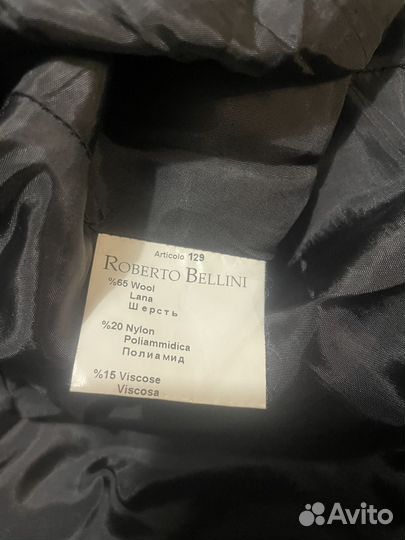 Articolo 129
ROBERTO BELLINI
%65 Wool
Lana
Шерсть
%20 Nylon
Poliammidica
Полиамид
%15 Viscose
Viscosa
Avito